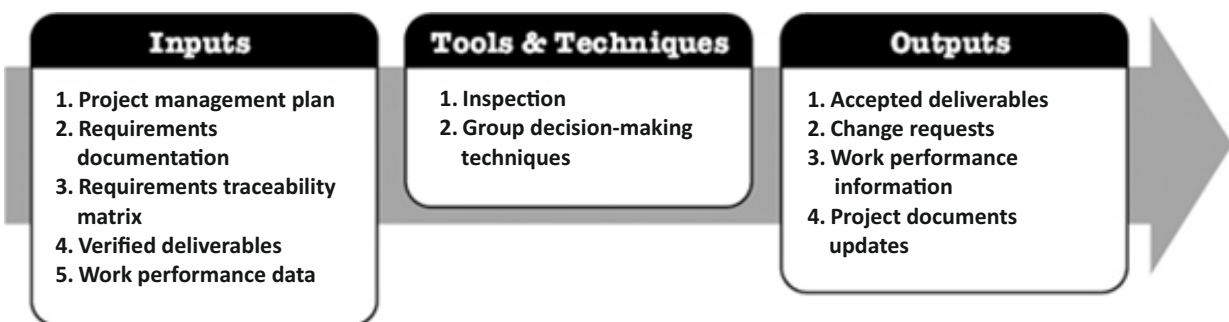 Inputs
1. Project management plan
2. Requirements
documentation
3. Requirements traceability
matrix
4. Verified deliverables
5. Work performance data
Tools & Techniques
1. Inspection
2. Group decision-making
techniques
Outputs
1. Accepted deliverables
2. Change requests
3. Work performance
information
4. Project documents
updates